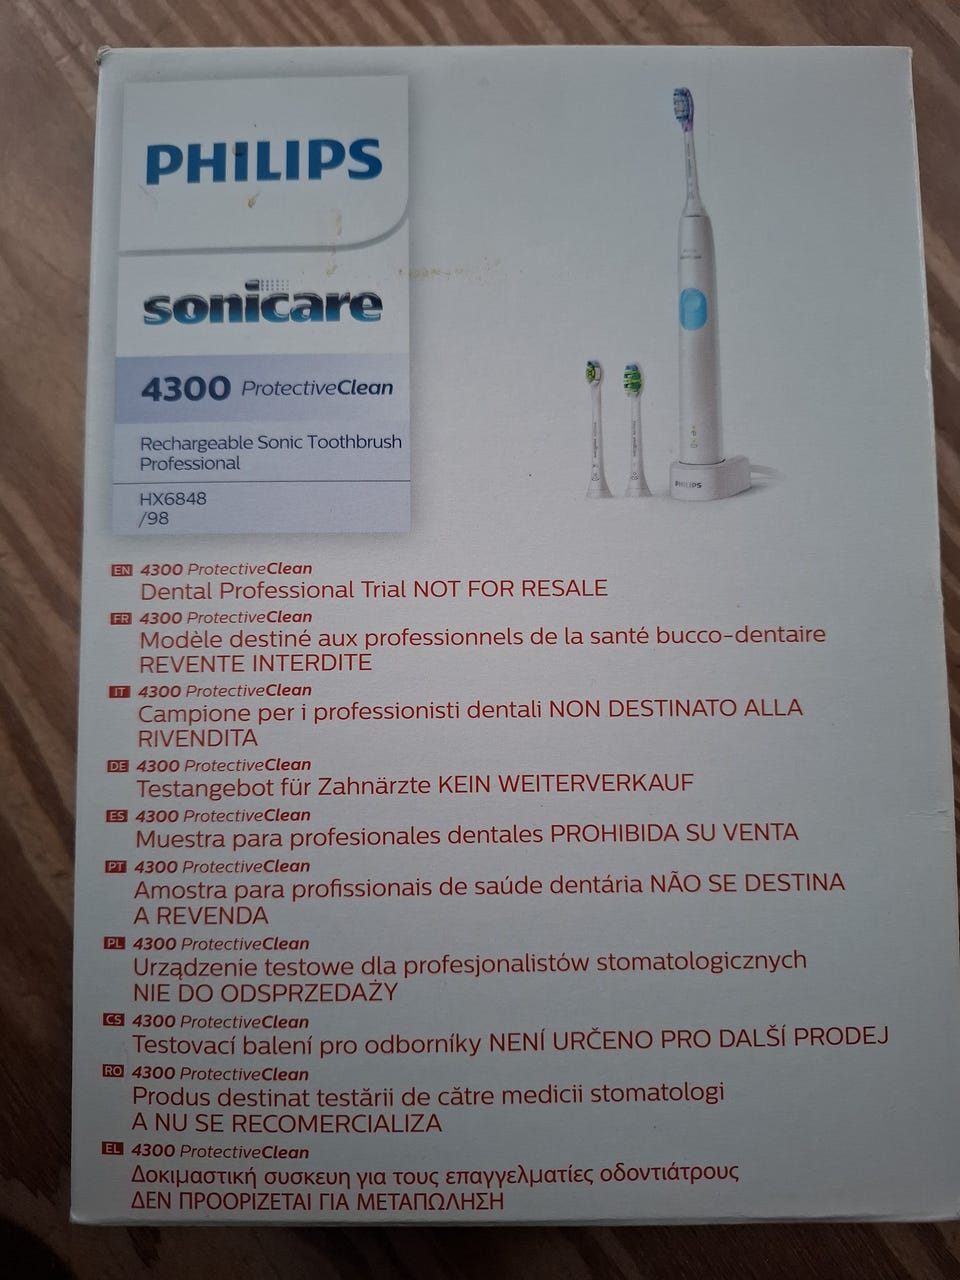 PHILIPS
sonicare
4300 ProtectiveClean
Rechargeable Sonic Toothbrush
Professional
HX6848
/98
PHILIPS
EN 4300 ProtectiveClean
Dental Professional Trial NOT FOR RESALE
FR 4300 ProtectiveClean
Modèle destiné aux professionnels de la santé bucco-dentaire
REVENTE INTERDITE
IT 4300 ProtectiveClean
Campione per i professionisti dentali NON DESTINATO ALLA
RIVENDITA
DE 4300 ProtectiveClean
Testangebot für Zahnärzte KEIN WEITERVERKAUF
ES 4300 ProtectiveClean
Muestra para profesionales dentales PROHIBIDA SU VENTA
PT 4300 ProtectiveClean
Amostra para profissionais de saúde dentária NÃO SE DESTINA
A REVENDA
PL 4300 ProtectiveClean
Urządzenie testowe dla profesjonalistów stomatologicznych
NIE DO ODSPRZEDAŻY
CS 4300 ProtectiveClean
Testovací balení pro odborníky NENÍ URČENO PRO DALŠÍ PRODEJ
RO 4300 ProtectiveClean
Produs destinat testării de către medicii stomatologi
A NU SE RECOMERCIALIZA
EL 4300 ProtectiveClean
Δοκιμαστική συσκευη για τους επαγγελματίες οδοντιάτρους
ΔΕΝ ΠΡΟΟΡΙΖΕΤΑΙ ΓΙΑ ΜΕΤΑΠΩΛΗΣΗ